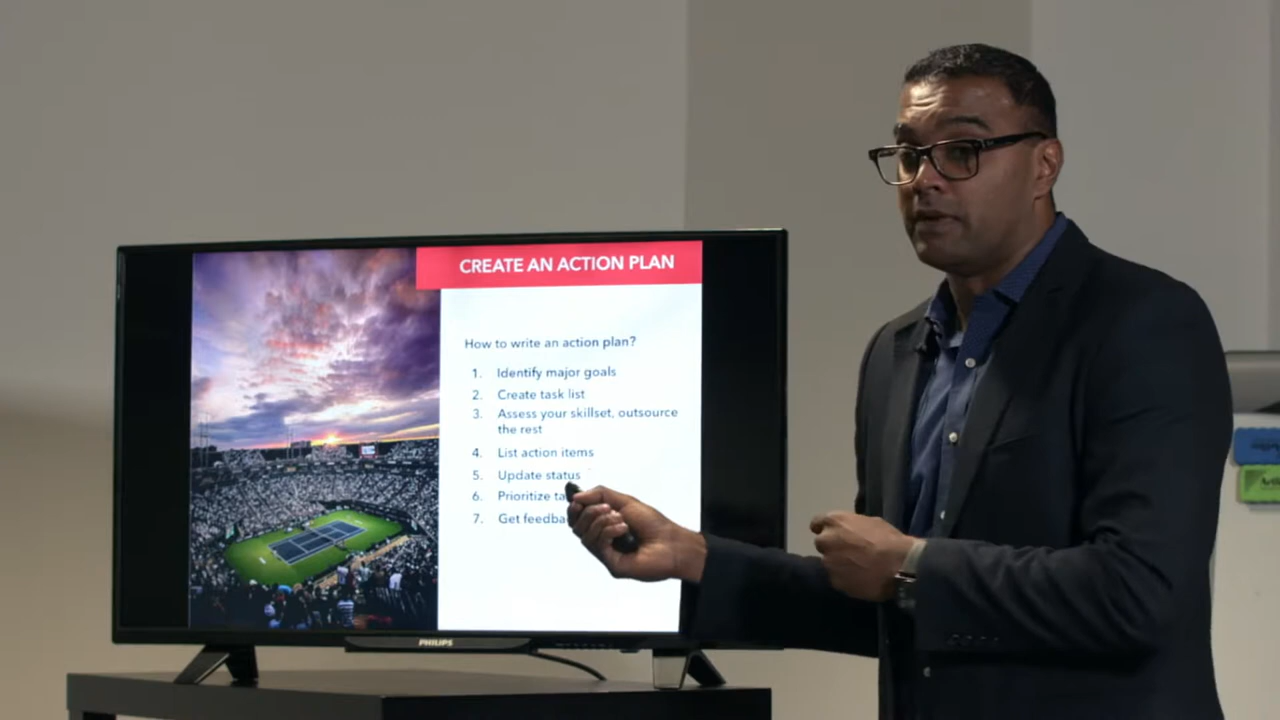 CREATE AN ACTION PLAN
How to write an action plan?
1. Identify major goals
2. Create task list
3. Assess your skillset, outsource
the rest
4. List action items
5. Update status
6. Prioritize
7. Get
PHILIPS